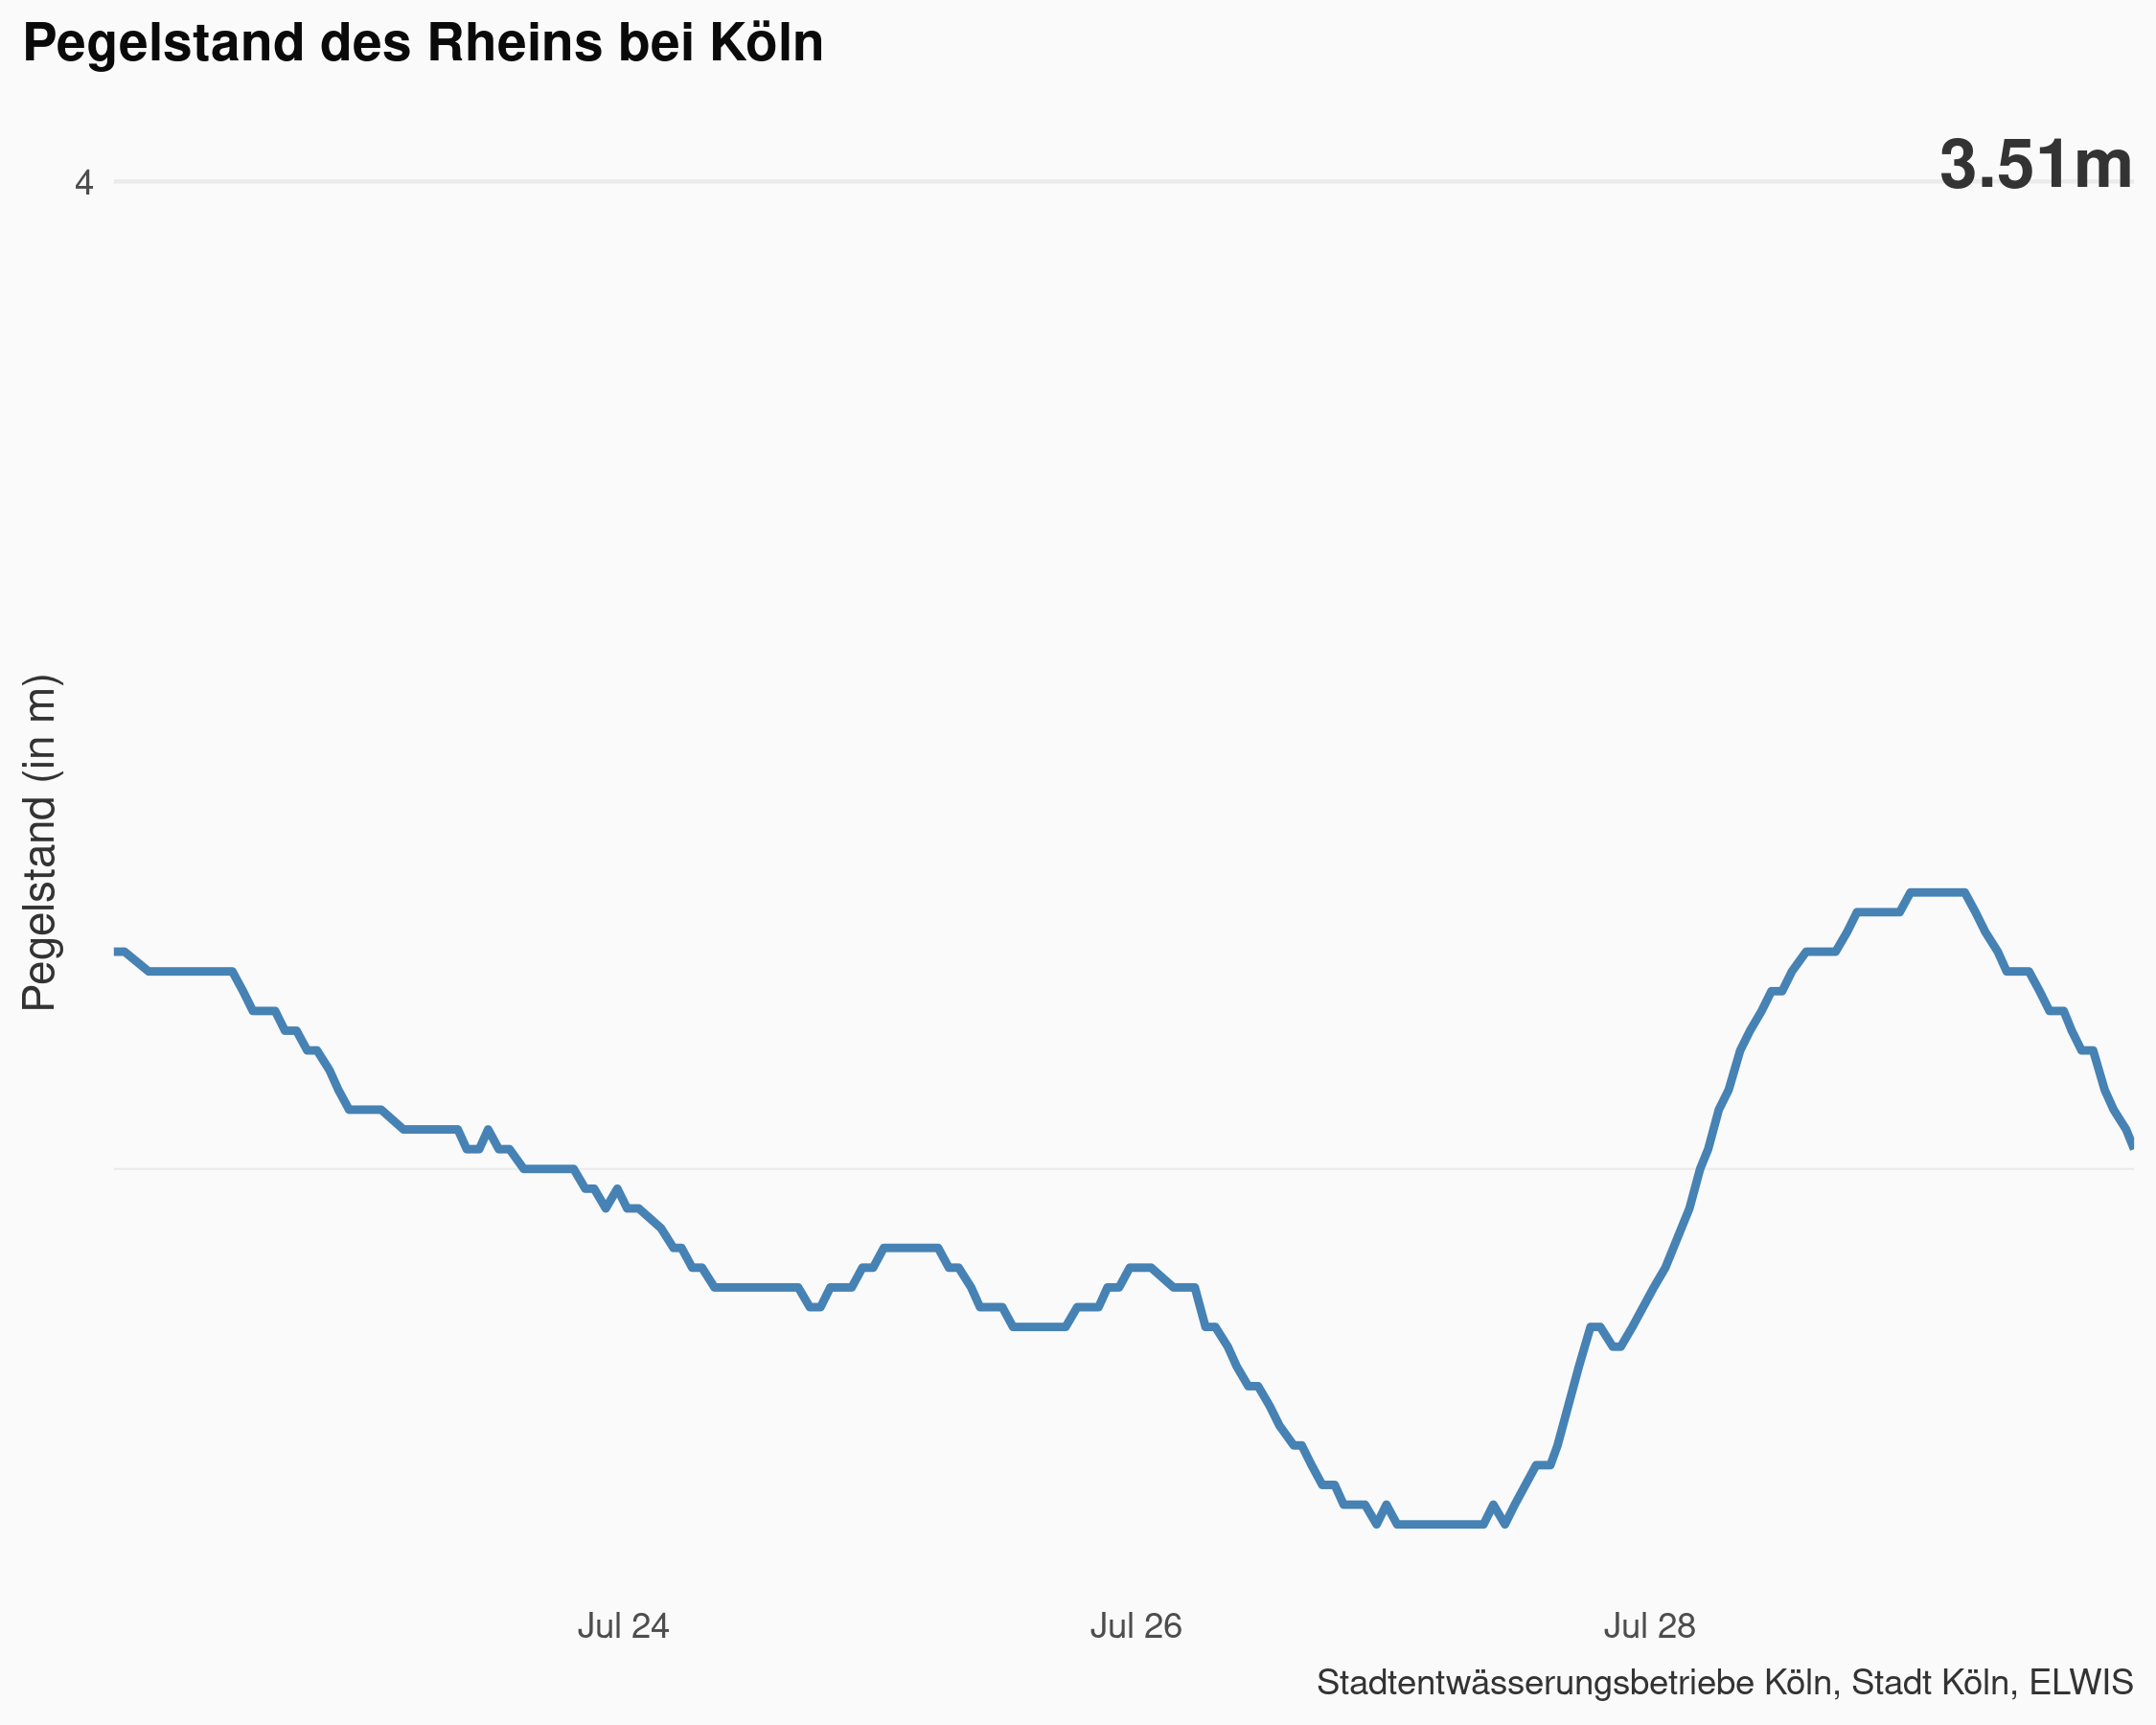 Pegelstand des Rheins bei Köln
3.51m
4
Pegelstand (in m)
Jul 24
Jul 26
Jul 28
Stadtentwässerungsbetriebe Köln, Stadt Köln, ELWIS